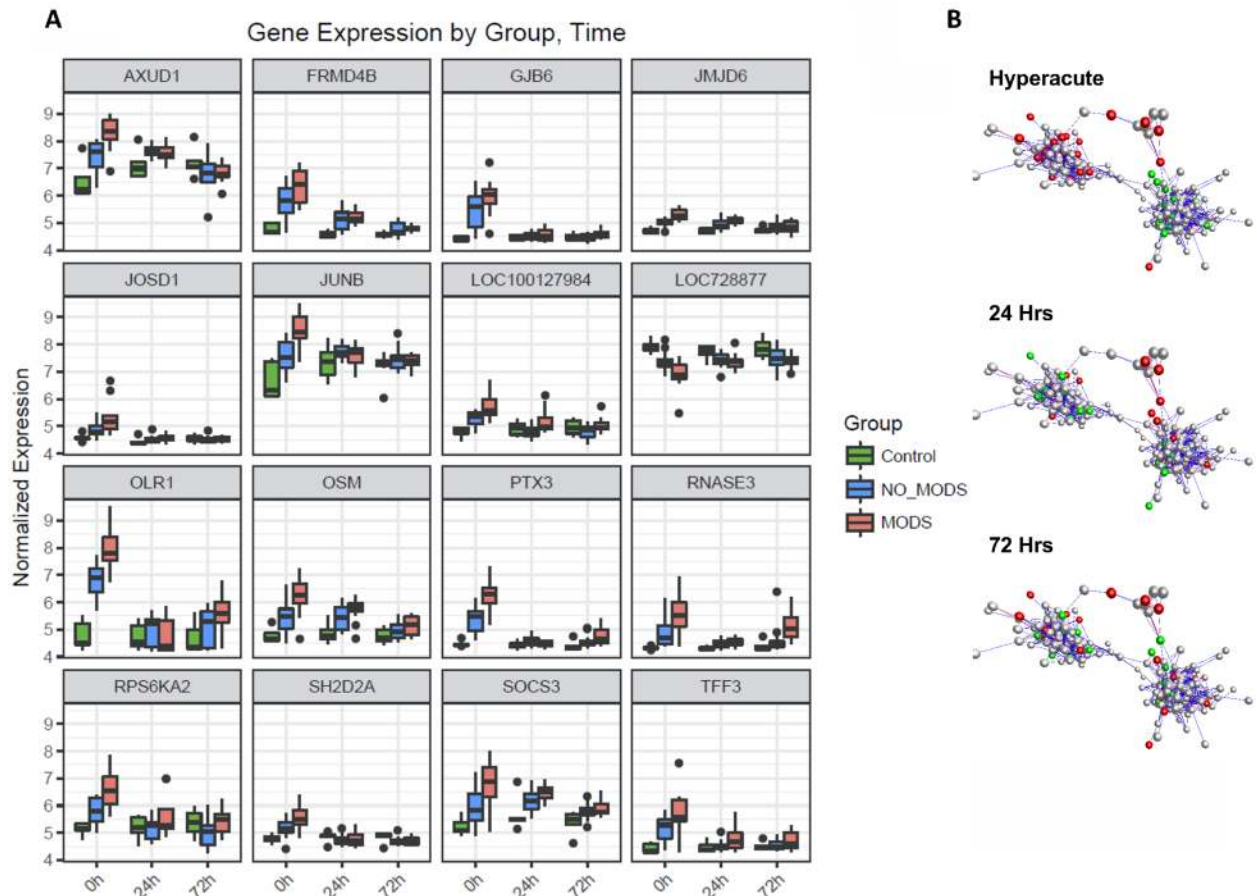 A
B
Gene Expression by Group, Time
AXUD1 FRMD4B GJB6 JMJD6
9
8
7
6
5
4
JOSD1 JUNB LOC100127984 LOC728877
9
8
7
6
5
4
OLR1 OSM PTX3 RNASE3
9
8
7
6
5
4
RPS6KA2 SH2D2A SOCS3 TFF3
9
8
7
6
5
4
0h 24h 72h 0h 24h 72h 0h 24h 72h 0h 24h 72h
Normalized Expression
Group
Control
NO_MODS
MODS
Hyperacute
24 Hrs
72 Hrs